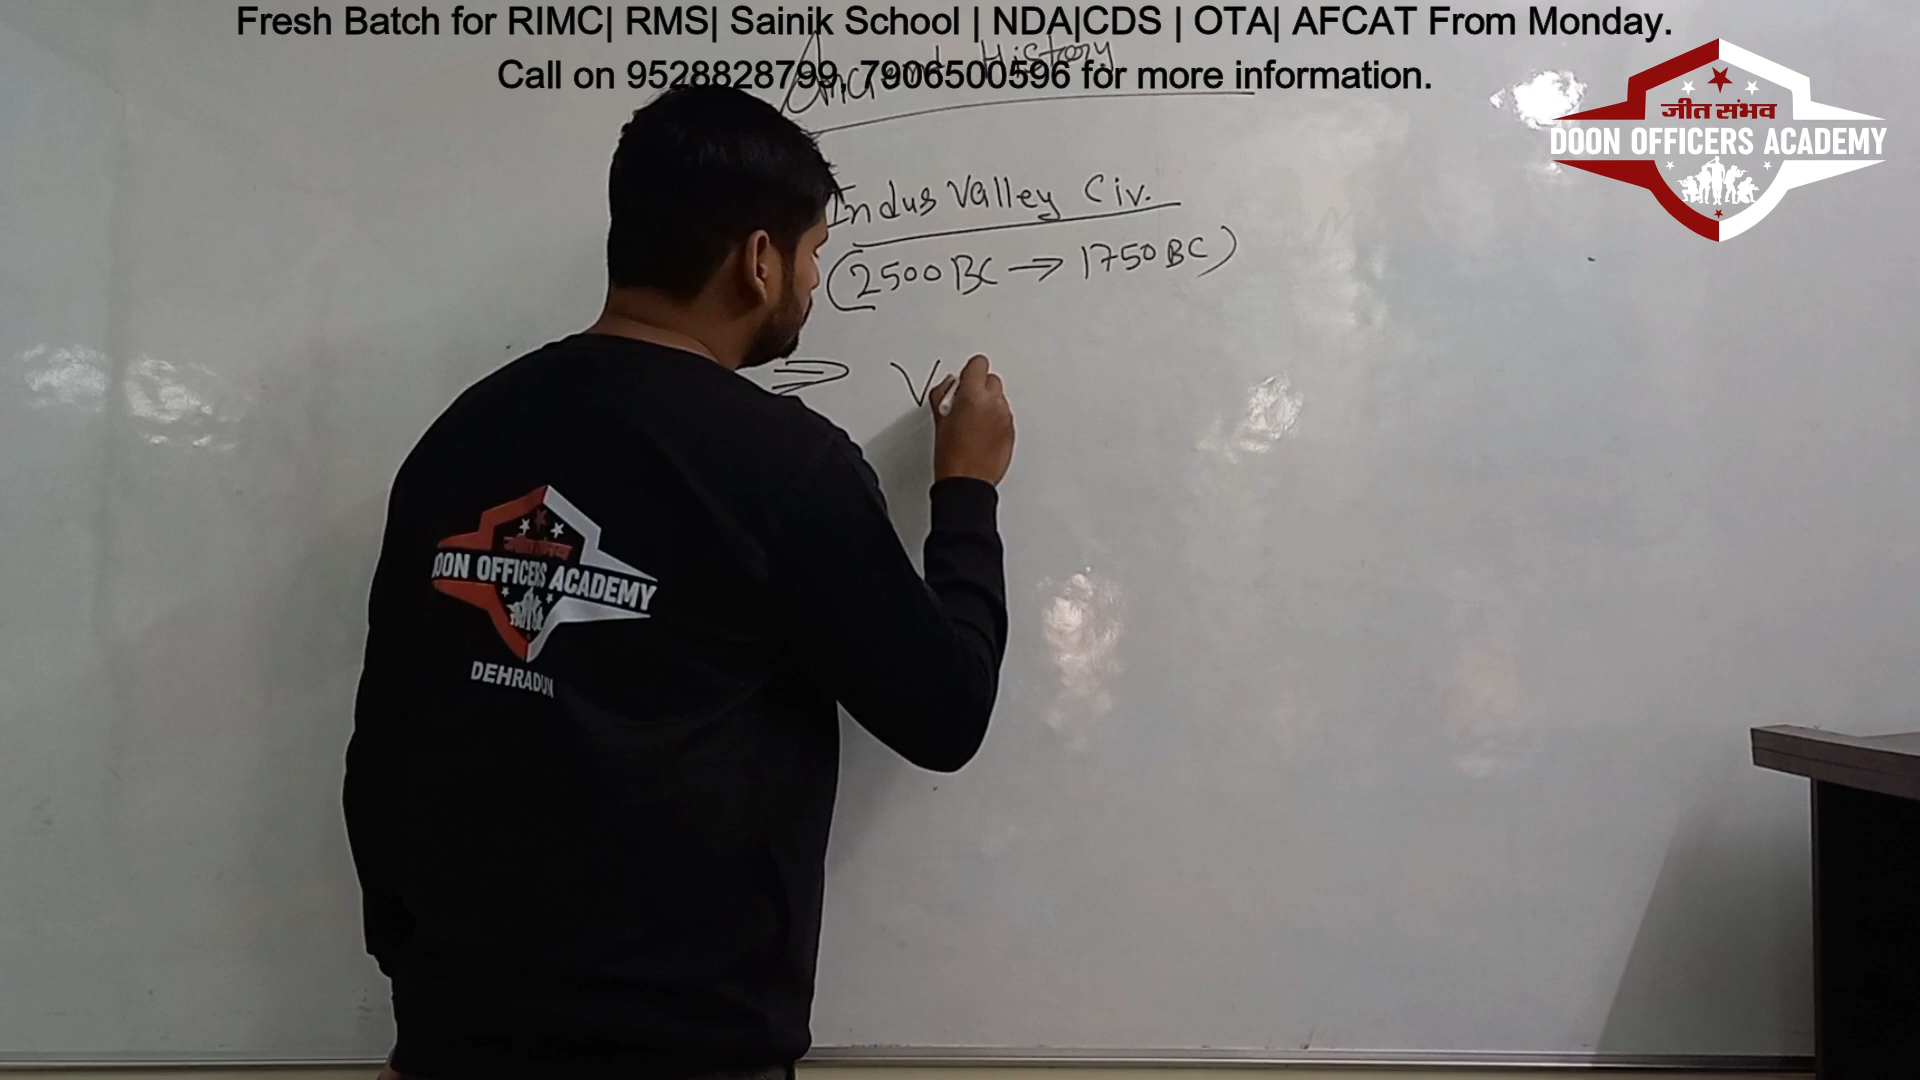 Fresh Batch for RIMC| RMS| Sainik School | NDA|CDS | OTA| AFCAT From Monday.
Call on 9528828799, 7906500596 for more information.
Ancient History
जीत संभव
DOON OFFICERS ACADEMY
Indus Valley Civ.
(2500 BC → 1750 BC)
⇒ V
DOON OFFICERS ACADEMY
DEHRADUN